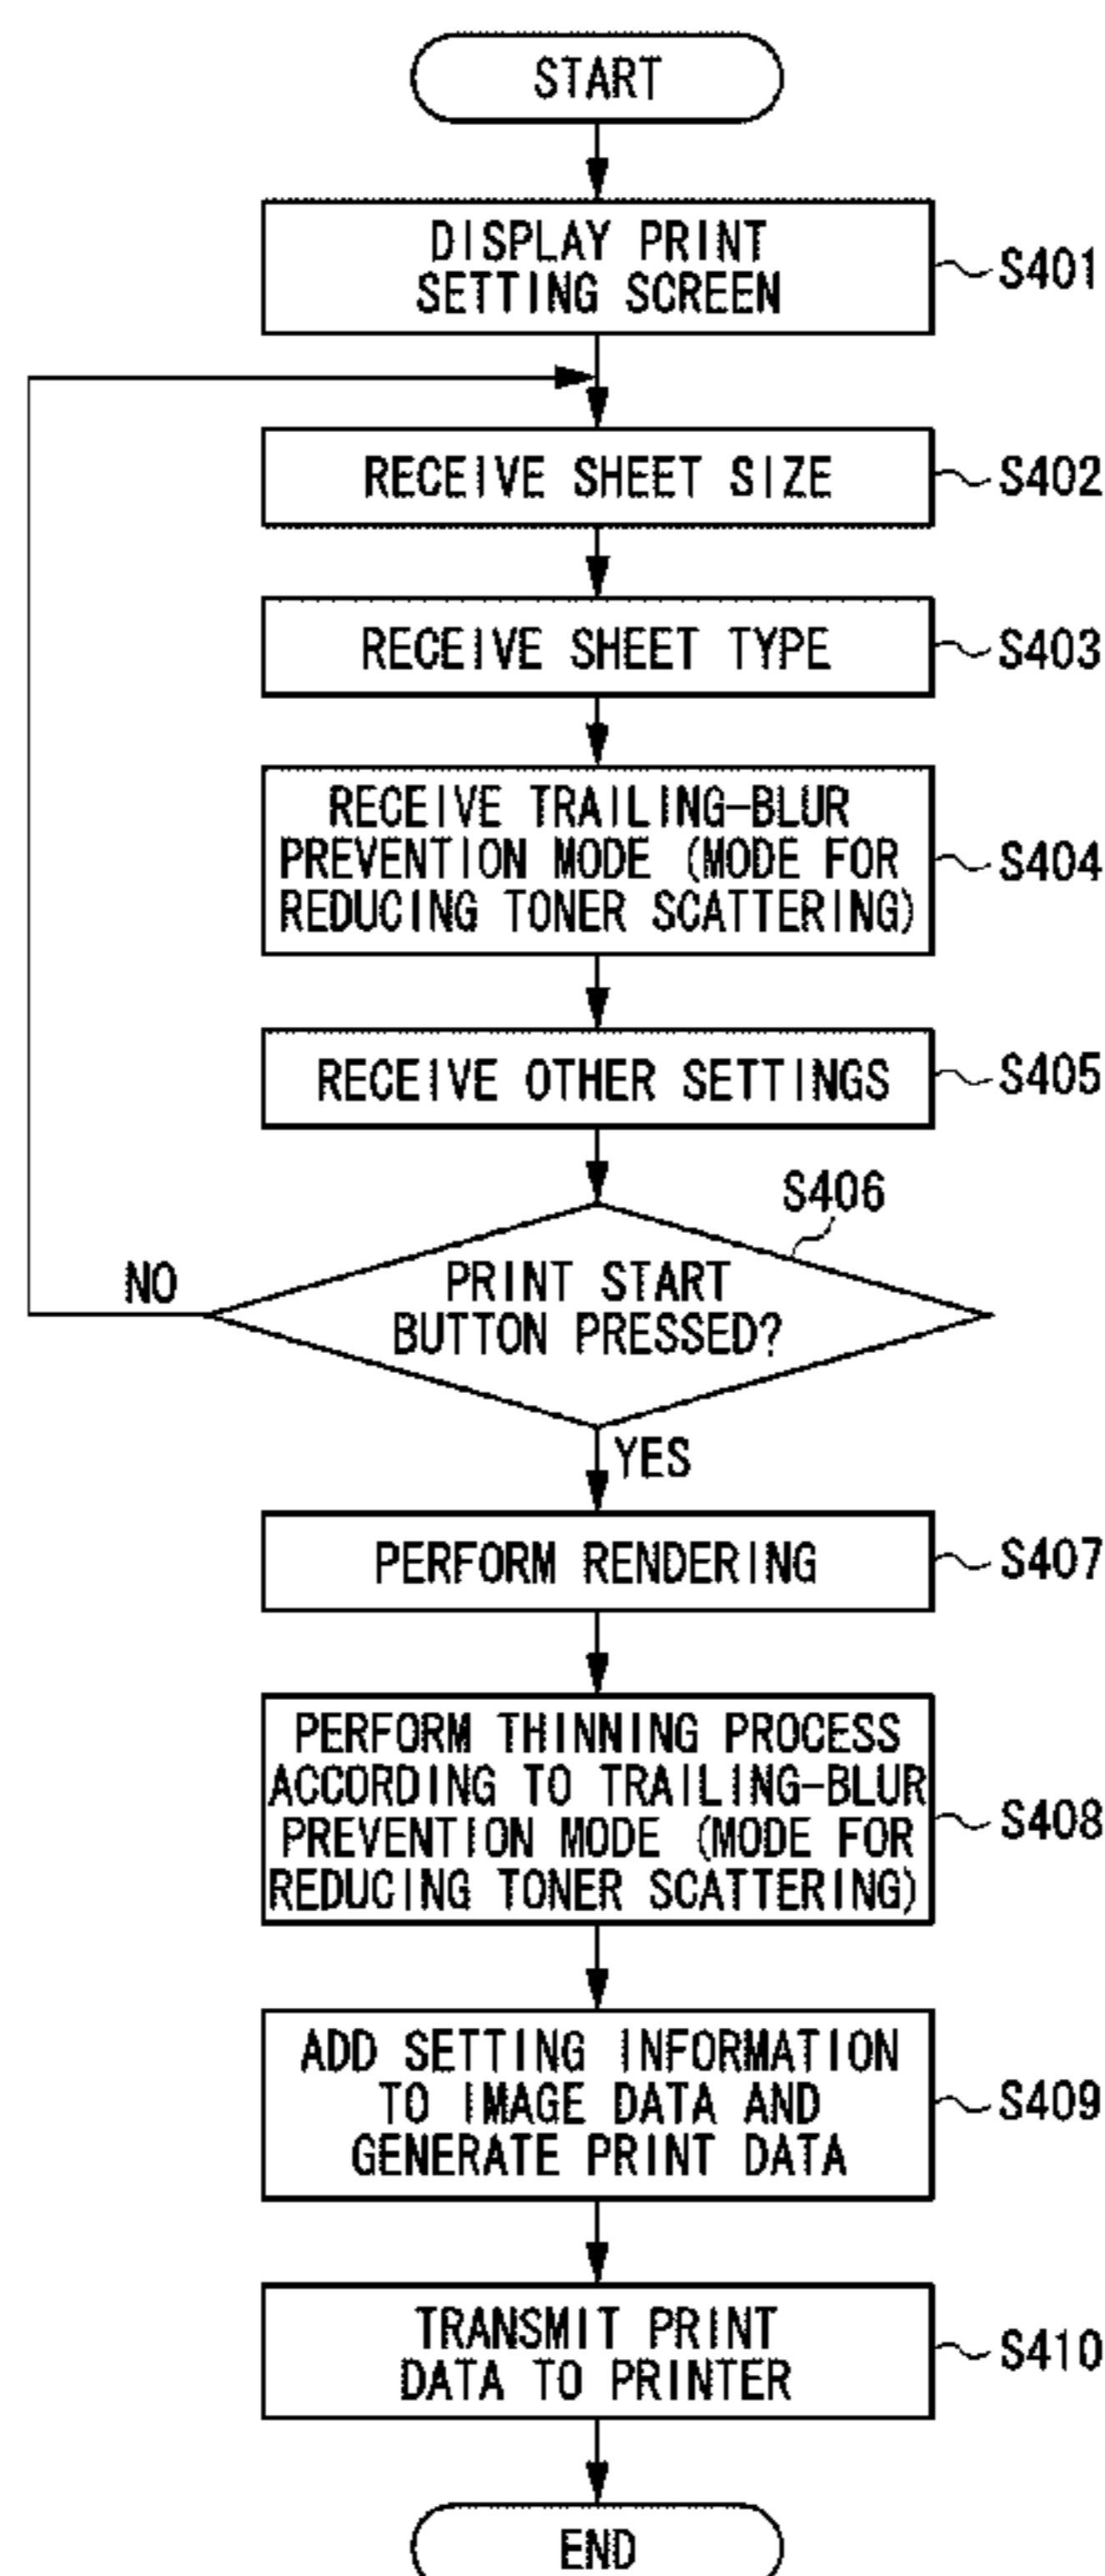 START
DISPLAY PRINT
SETTING SCREEN
S401
RECEIVE SHEET SIZE
S402
RECEIVE SHEET TYPE
S403
RECEIVE TRAILING-BLUR
PREVENTION MODE (MODE FOR
REDUCING TONER SCATTERING)
S404
RECEIVE OTHER SETTINGS
S405
S406
PRINT START
BUTTON PRESSED?
NO
YES
PERFORM RENDERING
S407
PERFORM THINNING PROCESS
ACCORDING TO TRAILING-BLUR
PREVENTION MODE (MODE FOR
REDUCING TONER SCATTERING)
S408
ADD SETTING INFORMATION
TO IMAGE DATA AND
GENERATE PRINT DATA
S409
TRANSMIT PRINT
DATA TO PRINTER
S410
END